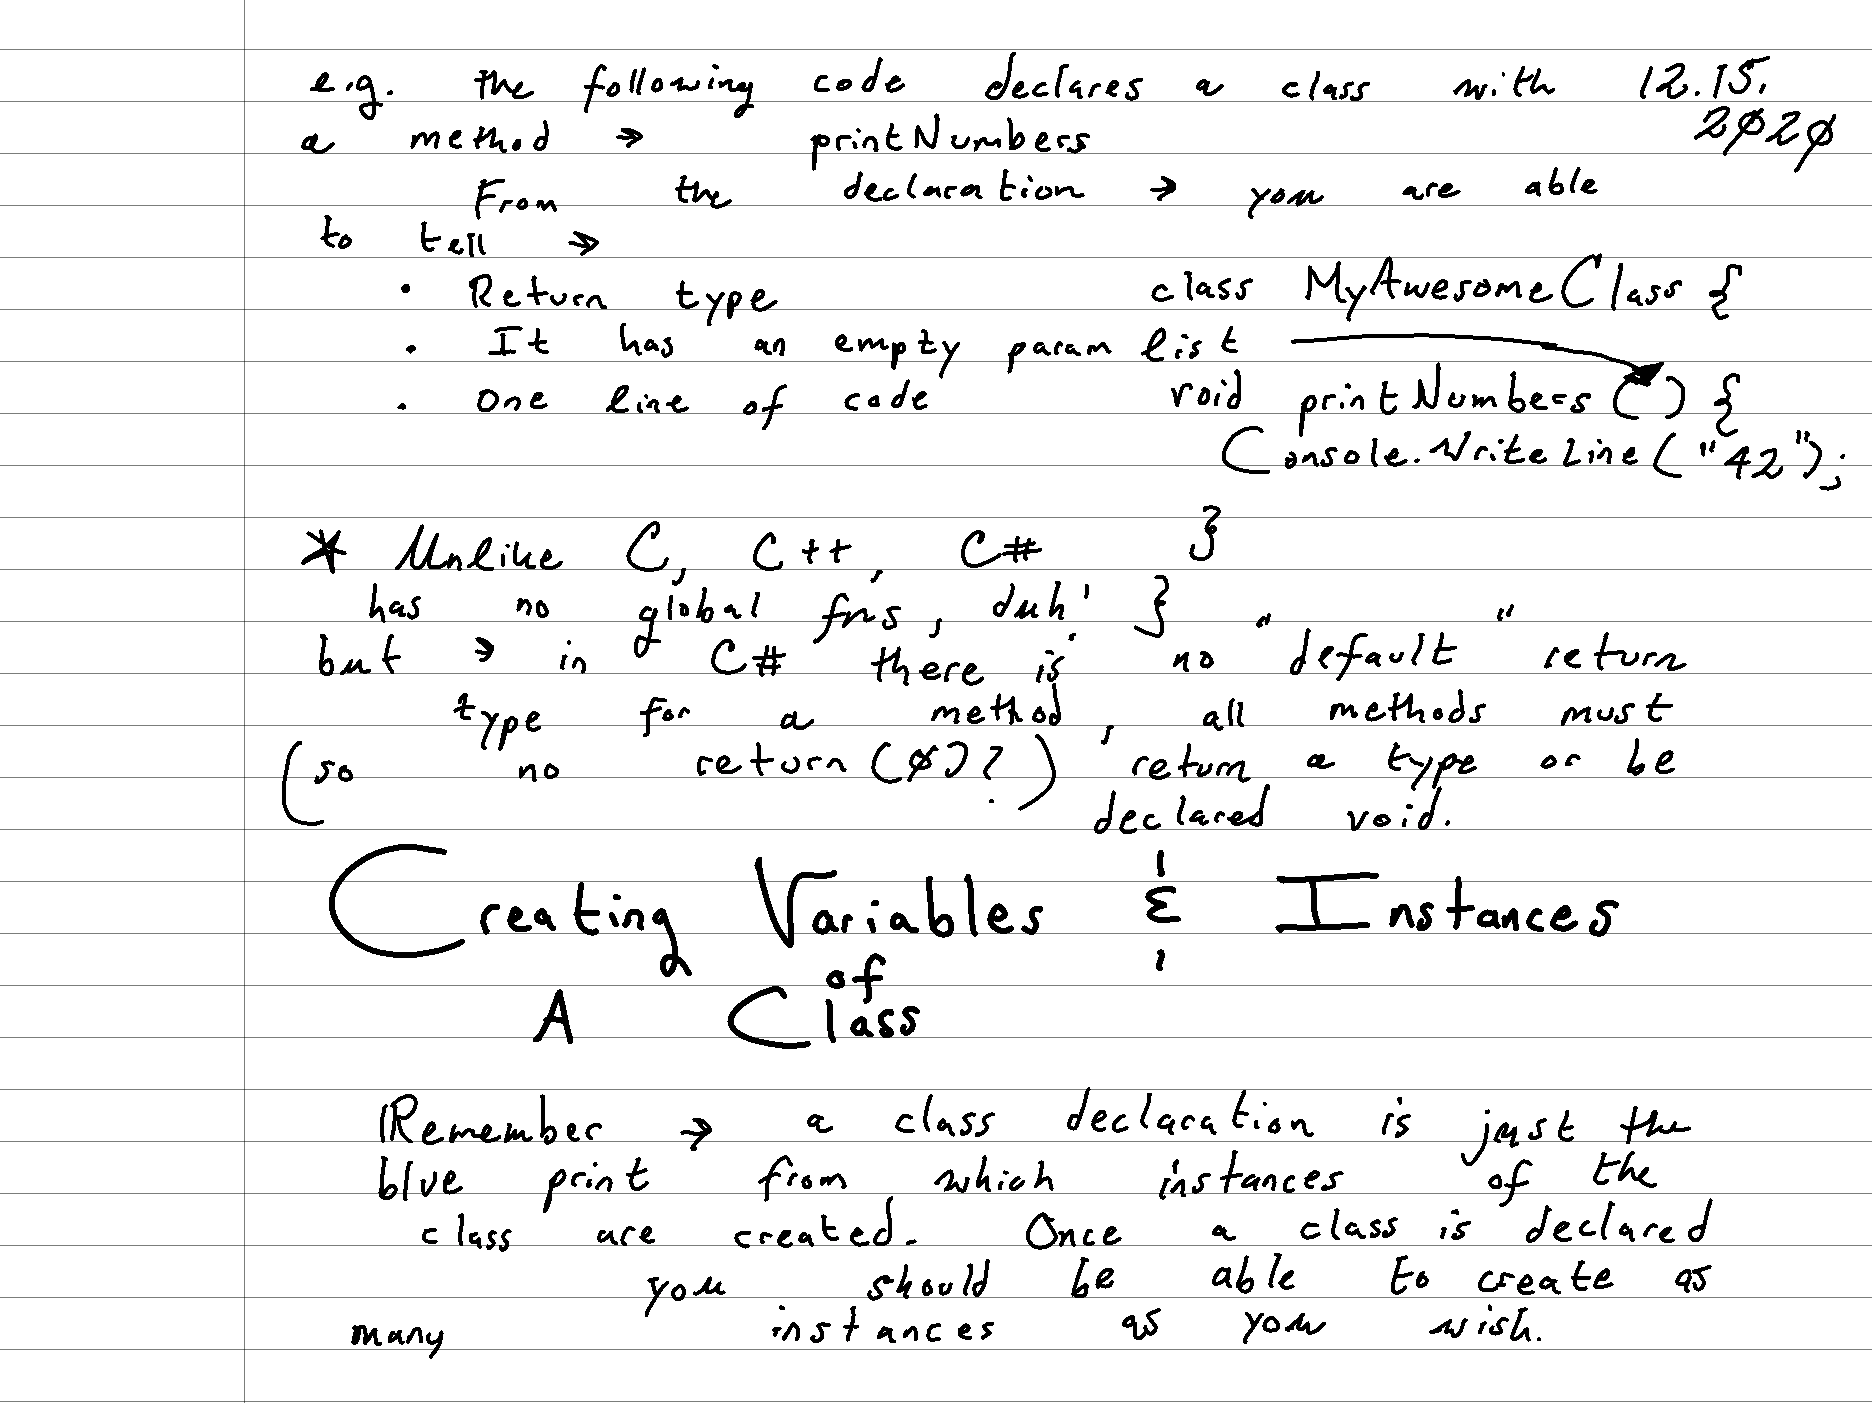 e.g. the following code declares a class with 12.15.
a method → printNumbers 2020
From the declaration → you are able
to tell →
• Return type class MyAwesomeClass {
• It has an empty param list
• One line of code void printNumbers() {
Console.WriteLine("42");
* Unlike C, C++, C# }
has no global fns, duh! }
but → in C# there is no "default" return
type for a method, all methods must
(so no return(0)?) return a type or be
declared void.
Creating Variables & Instances
of
A Class
Remember → a class declaration is just the
blue print from which instances of the
class are created. Once a class is declared
you should be able to create as
many instances as you wish.